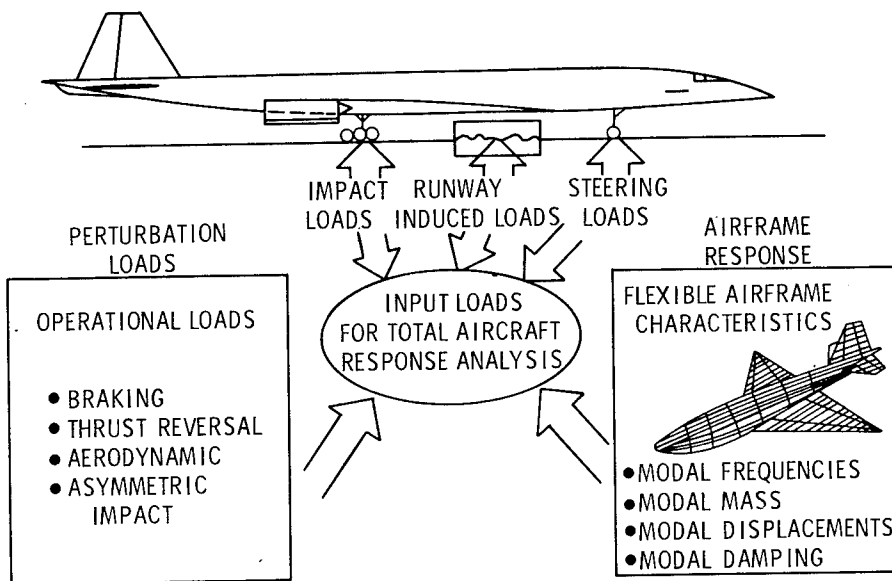 IMPACT
LOADS
RUNWAY
INDUCED LOADS
STEERING
LOADS
PERTURBATION
LOADS
OPERATIONAL LOADS
● BRAKING
● THRUST REVERSAL
● AERODYNAMIC
● ASYMMETRIC
IMPACT
INPUT LOADS
FOR TOTAL AIRCRAFT
RESPONSE ANALYSIS
AIRFRAME
RESPONSE
FLEXIBLE AIRFRAME
CHARACTERISTICS
● MODAL FREQUENCIES
● MODAL MASS
● MODAL DISPLACEMENTS
● MODAL DAMPING